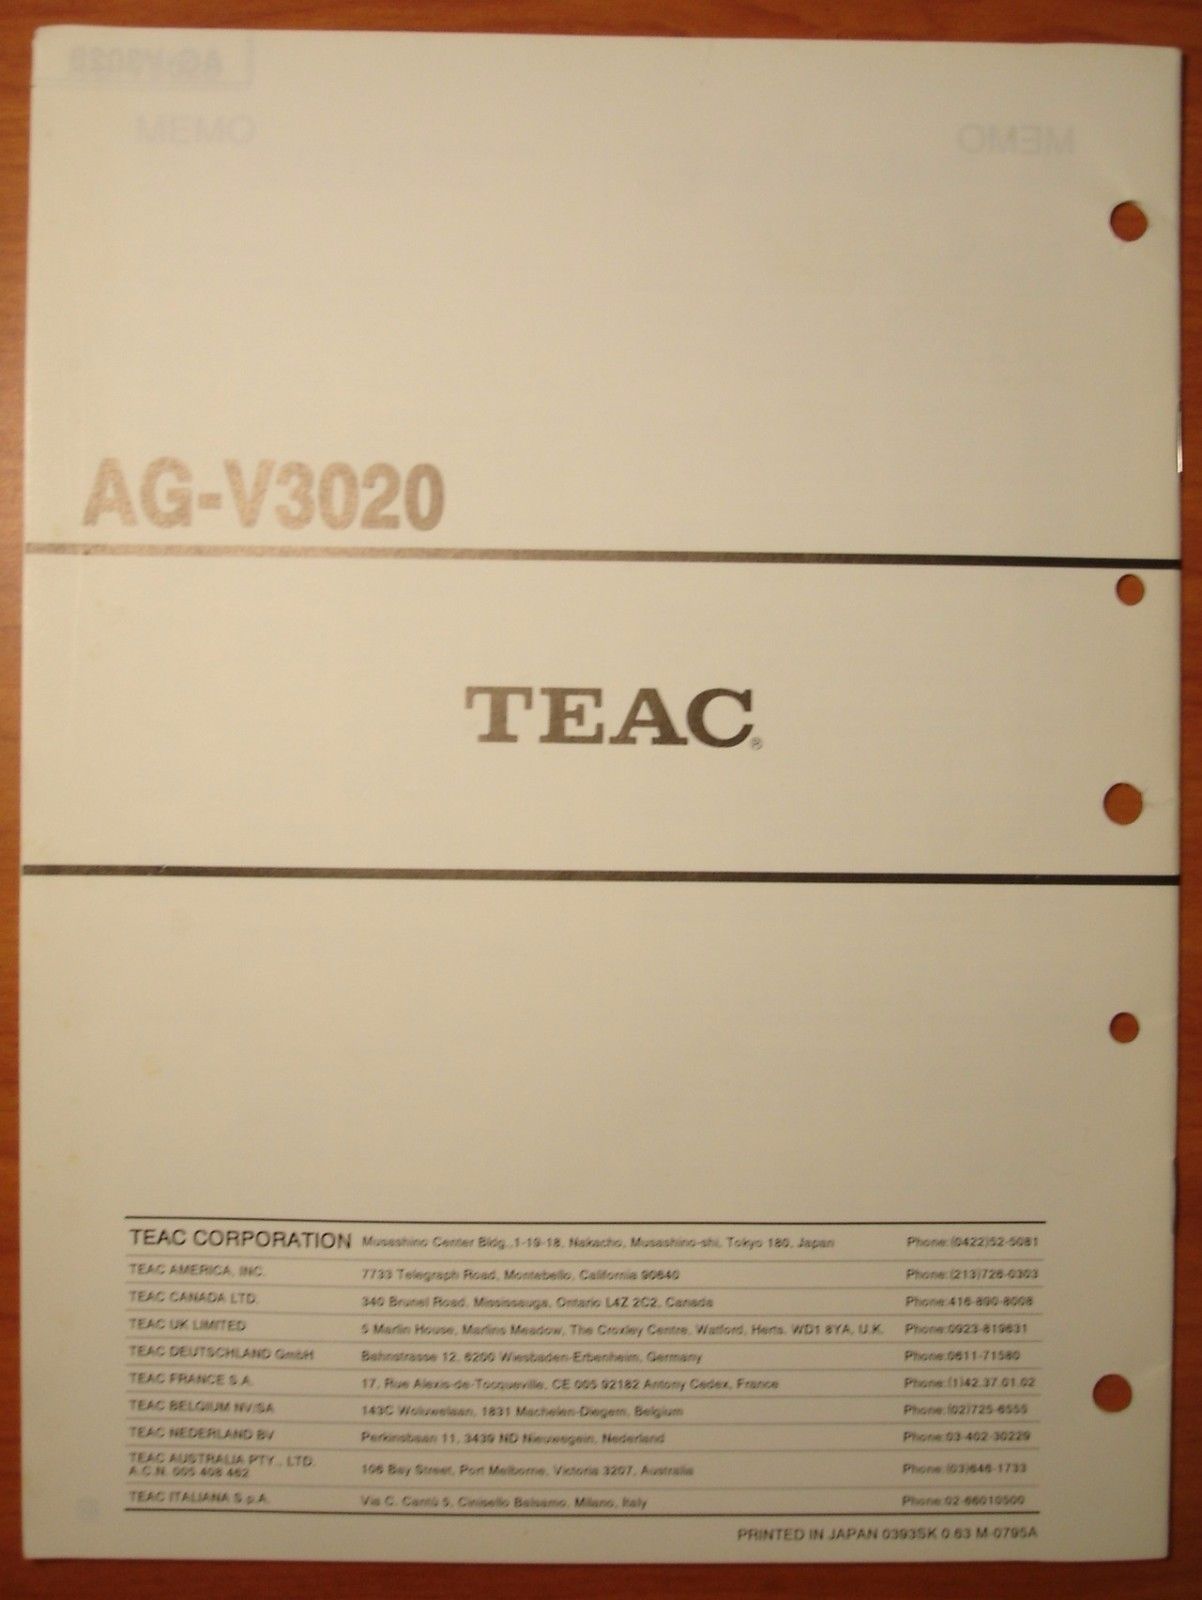 MEMO
MEMO
AG-V3020
TEAC®
TEAC CORPORATION Musashino Center Bldg.,1-19-18, Nakacho, Musashino-shi, Tokyo 180, Japan Phone:(0422)52-5081
TEAC AMERICA, INC. 7733 Telegraph Road, Montebello, California 90640 Phone:(213)726-0303
TEAC CANADA LTD. 340 Brunel Road, Mississauga, Ontario L4Z 2C2, Canada Phone:416-890-8008
TEAC UK LIMITED 5 Marlin House, Marlins Meadow, The Croxley Centre, Watford, Herts. WD1 8YA, U.K. Phone:0923-819631
TEAC DEUTSCHLAND GmbH Bahnstrasse 12, 6200 Wiesbaden-Erbenheim, Germany Phone:0611-71580
TEAC FRANCE S.A. 17, Rue Alexis-de-Tocqueville, CE 005 92182 Antony Cedex, France Phone:(1)42.37.01.02
TEAC BELGIUM NV/SA 143C Woluwelaan, 1831 Machelen-Diegem, Belgium Phone:(02)725-6555
TEAC NEDERLAND BV Perkinsbaan 11, 3439 ND Nieuwegein, Nederland Phone:03-402-30229
TEAC AUSTRALIA PTY., LTD.
A.C.N. 005 408 462 106 Bay Street, Port Melborne, Victoria 3207, Australia Phone:(03)646-1733
TEAC ITALIANA S.p.A. Via C. Cantù 5, Cinisello Balsamo, Milano, Italy Phone:02-66010500
PRINTED IN JAPAN 0393SK 0.63 M-0795A